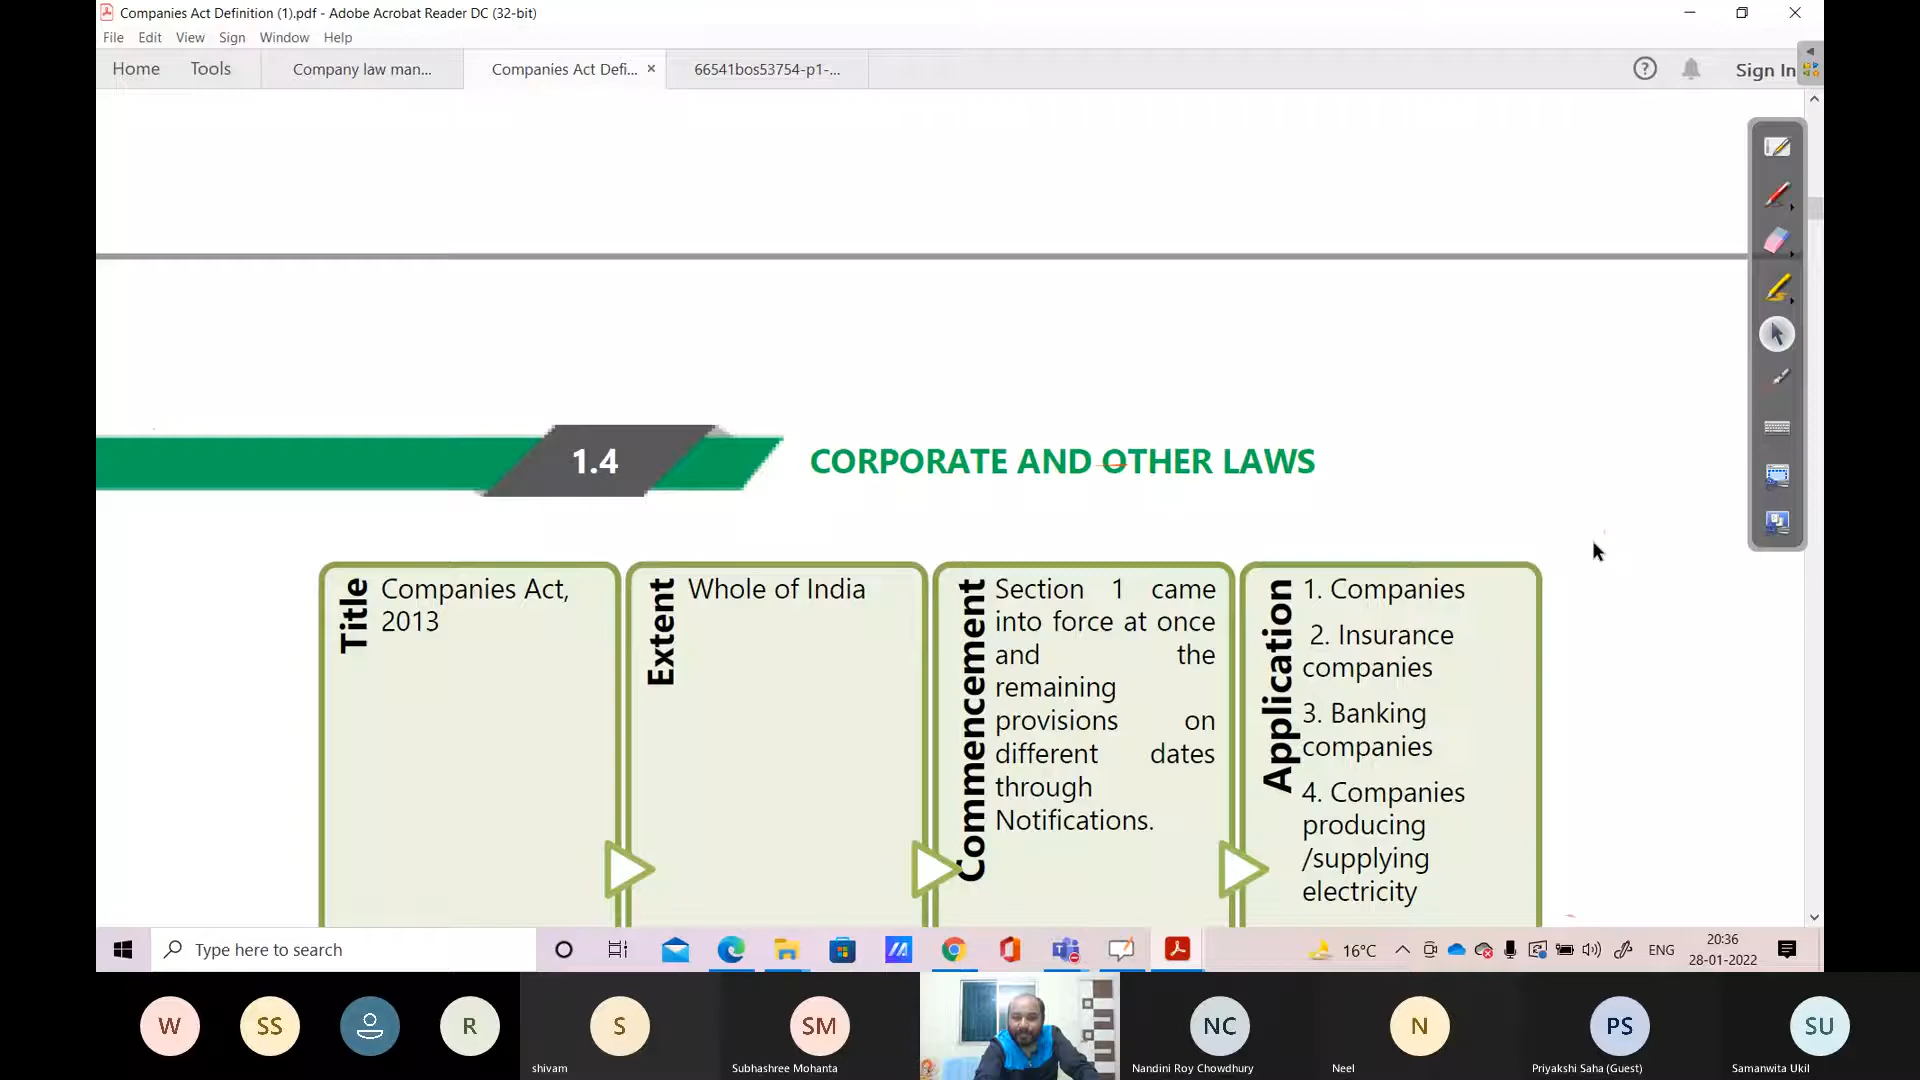 Companies Act Definition (1).pdf - Adobe Acrobat Reader DC (32-bit)
File Edit View Sign Window Help
Home Tools Company law man... Companies Act Defi... × 66541bos53754-p1-... Sign In
1.4 CORPORATE AND OTHER LAWS
Title
Companies Act,
2013
Extent
Whole of India
Commencement
Section 1 came
into force at once
and the
remaining
provisions on
different dates
through
Notifications.
Application
1. Companies
2. Insurance
companies
3. Banking
companies
4. Companies
producing
/supplying
electricity
Type here to search
16°C ENG
20:36
28-01-2022
W SS R S SM NC N PS SU
shivam Subhashree Mohanta Nandini Roy Chowdhury Neel Priyakshi Saha (Guest) Samanwita Ukil